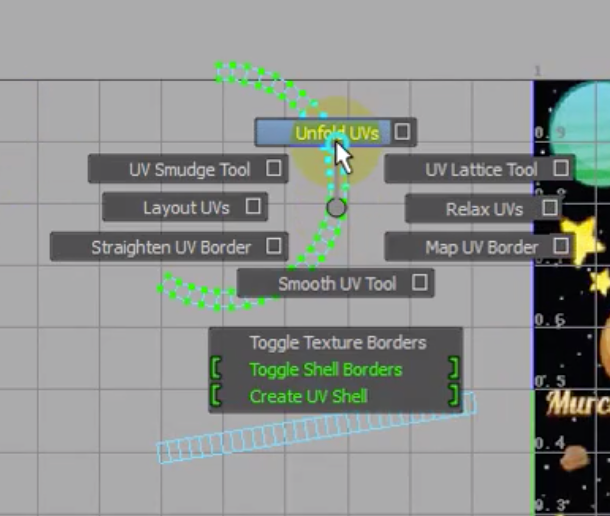 1
Unfold UVs
0.9
UV Smudge Tool
UV Lattice Tool
Layout UVs
Relax UVs
Straighten UV Border
Map UV Border
Smooth UV Tool
0.6
Toggle Texture Borders
[ Toggle Shell Borders ]
[ Create UV Shell ]
0.5
Murc
0.4
0.3